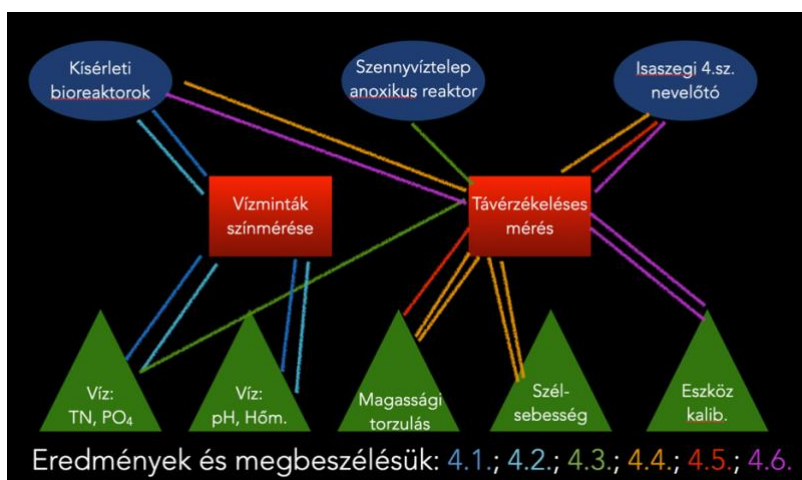 Kísérleti
bioreaktorok
Szennyvíztelep
anoxikus reaktor
Isaszegi 4.sz.
nevelőtó
Vízminták
színmérése
Távérzékeléses
mérés
Víz:
TN, PO₄
Víz:
pH, Hőm.
Magassági
torzulás
Szél-
sebesség
Eszköz
kalib.
Eredmények és megbeszélésük: 4.1.; 4.2.; 4.3.; 4.4.; 4.5.; 4.6.